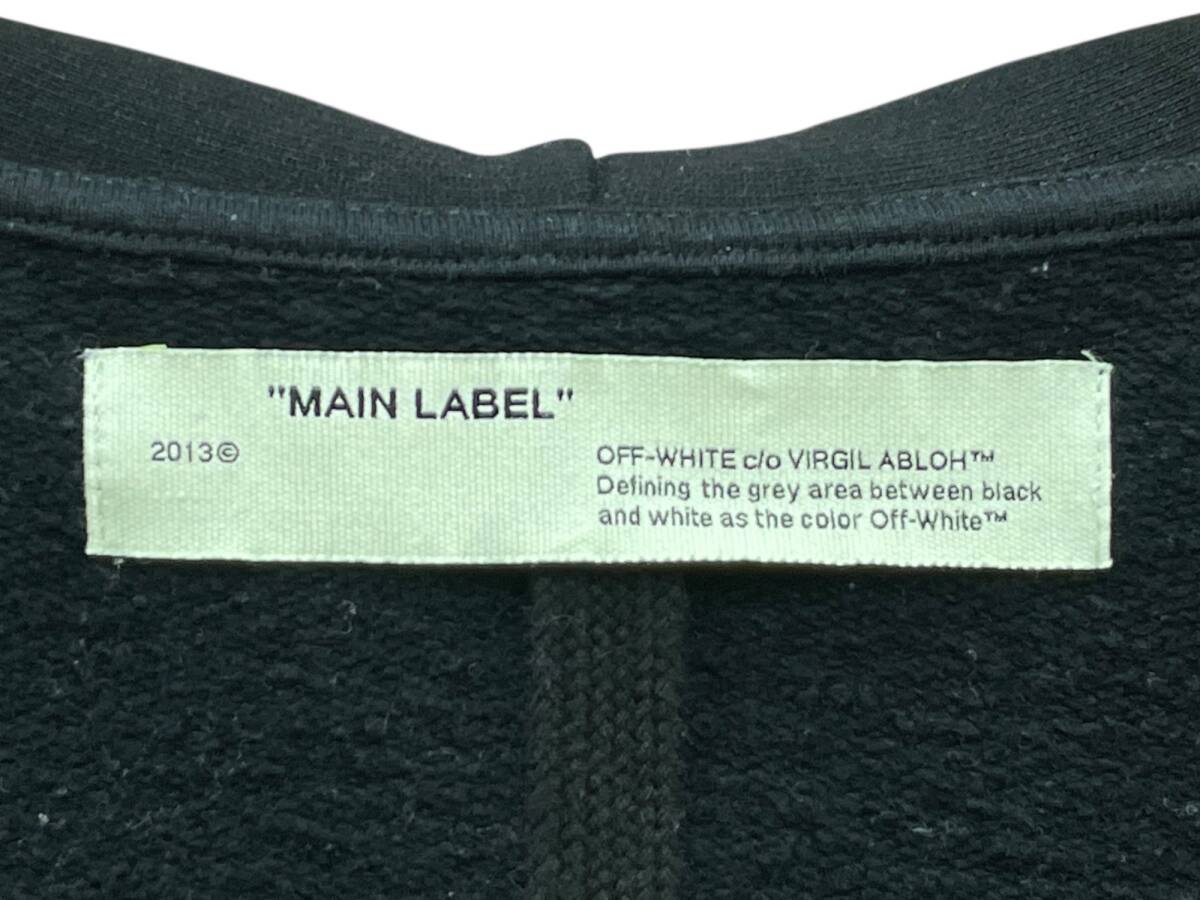 "MAIN LABEL"
2013©
OFF-WHITE c/o VIRGIL ABLOH™
Defining the grey area between black
and white as the color Off-White™